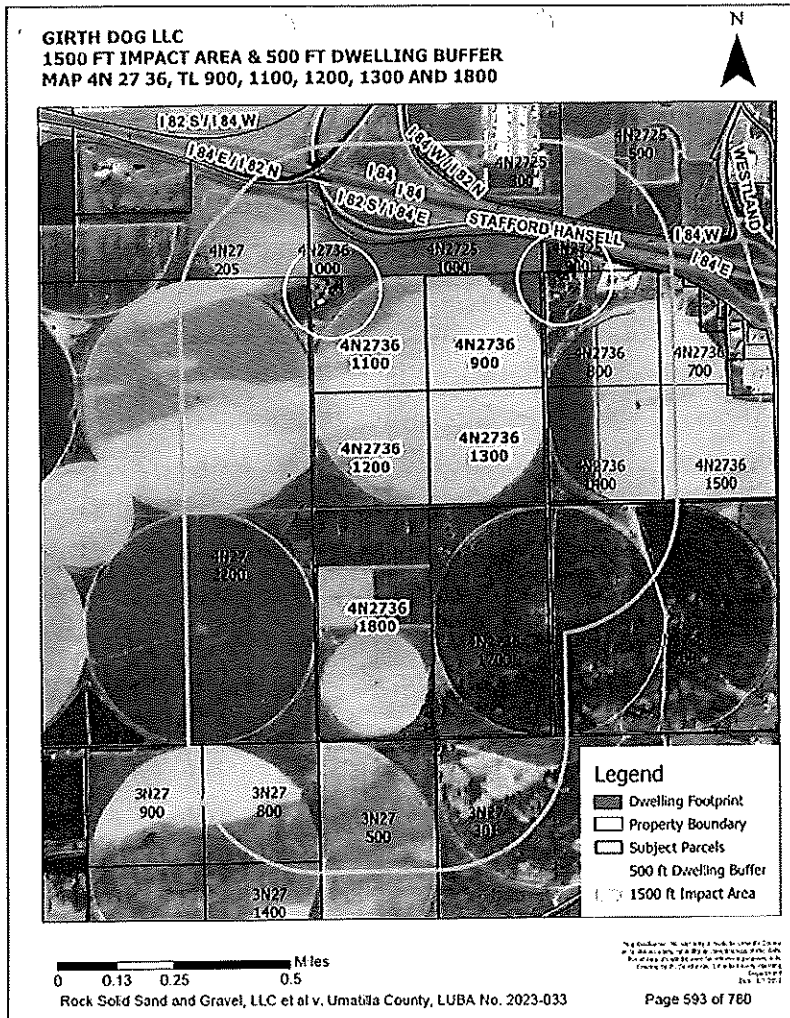 GIRTH DOG LLC
1500 FT IMPACT AREA & 500 FT DWELLING BUFFER
MAP 4N 27 36, TL 900, 1100, 1200, 1300 AND 1800
N
I 82 S / I 84 W
I 84 E / I 82 N
I 84 W / I 82 N
I 84
I 84
I 82 S / I 84 E
STAFFORD HANSELL
WESTLAND
I 84 W
I 84 E
4N2725
800
4N2725
500
4N27
205
4N2736
1000
4N2725
1000
4N2736
1100
4N2736
900
4N2736
800
4N2736
700
4N2736
1200
4N2736
1300
4N2736
4N2736
1500
4N27
4N2736
1800
3N27
900
3N27
800
3N27
500
3N27
3N27
1400
Legend
Dwelling Footprint
Property Boundary
Subject Parcels
500 ft Dwelling Buffer
1500 ft Impact Area
0 0.13 0.25 0.5 Miles
Rock Solid Sand and Gravel, LLC et al v. Umatilla County, LUBA No. 2023-033
Page 593 of 780